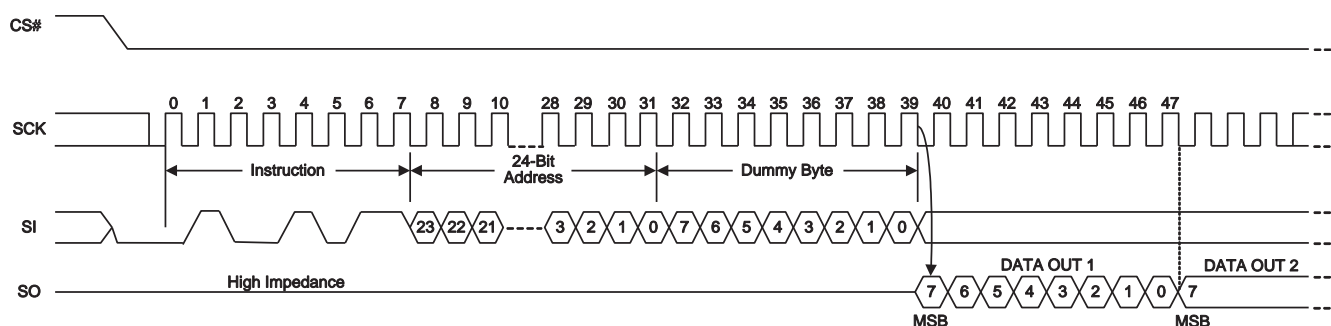 CS#
0 1 2 3 4 5 6 7 8 9 10 28 29 30 31 32 33 34 35 36 37 38 39 40 41 42 43 44 45 46 47
SCK
Instruction
24-Bit
Address
Dummy Byte
SI
23 22 21 3 2 1 0 7 6 5 4 3 2 1 0
DATA OUT 1
DATA OUT 2
High Impedance
SO
7 6 5 4 3 2 1 0 7
MSB
MSB